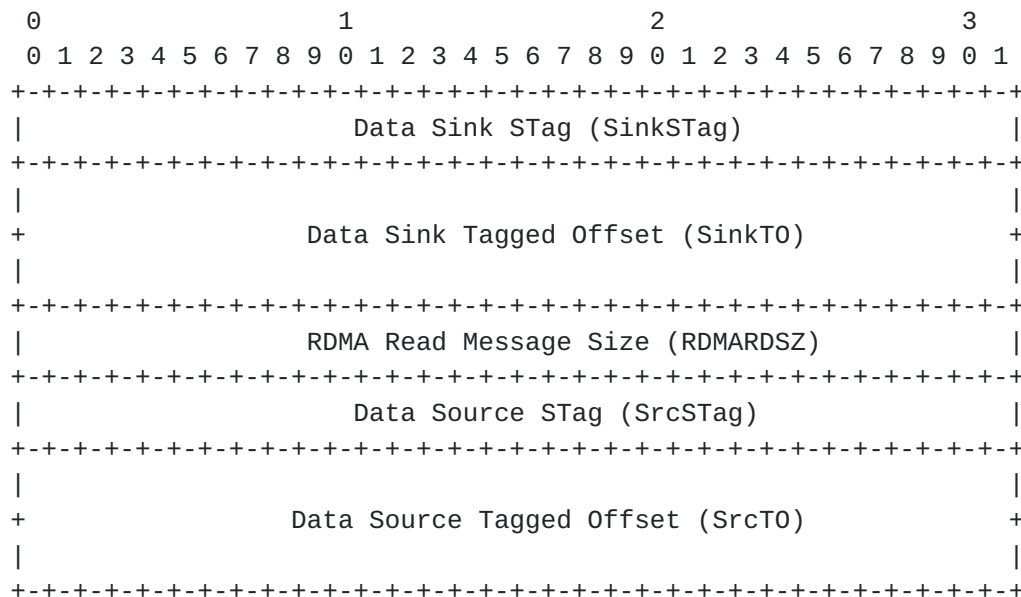 0                   1                   2                   3
 0 1 2 3 4 5 6 7 8 9 0 1 2 3 4 5 6 7 8 9 0 1 2 3 4 5 6 7 8 9 0 1
+-+-+-+-+-+-+-+-+-+-+-+-+-+-+-+-+-+-+-+-+-+-+-+-+-+-+-+-+-+-+-+-+
|                     Data Sink STag (SinkSTag)                 |
+-+-+-+-+-+-+-+-+-+-+-+-+-+-+-+-+-+-+-+-+-+-+-+-+-+-+-+-+-+-+-+-+
|                                                               |
+                  Data Sink Tagged Offset (SinkTO)             +
|                                                               |
+-+-+-+-+-+-+-+-+-+-+-+-+-+-+-+-+-+-+-+-+-+-+-+-+-+-+-+-+-+-+-+-+
|                  RDMA Read Message Size (RDMARDSZ)            |
+-+-+-+-+-+-+-+-+-+-+-+-+-+-+-+-+-+-+-+-+-+-+-+-+-+-+-+-+-+-+-+-+
|                     Data Source STag (SrcSTag)                |
+-+-+-+-+-+-+-+-+-+-+-+-+-+-+-+-+-+-+-+-+-+-+-+-+-+-+-+-+-+-+-+-+
|                                                               |
+                 Data Source Tagged Offset (SrcTO)             +
|                                                               |
+-+-+-+-+-+-+-+-+-+-+-+-+-+-+-+-+-+-+-+-+-+-+-+-+-+-+-+-+-+-+-+-+